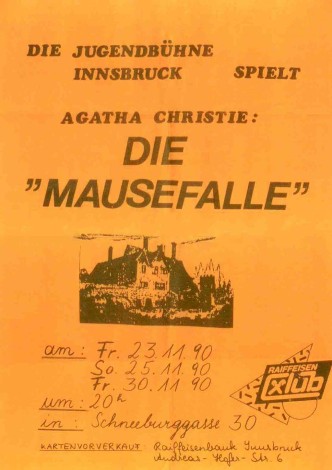 DIE JUGENDBÜHNE
INNSBRUCK SPIELT
AGATHA CHRISTIE:
DIE
"MAUSEFALLE"
am: Fr. 23.11.90
So. 25.11.90
Fr. 30.11.90
um: 20h
in: Schneeburggasse 30
RAIFFEISEN
club
KARTENVORVERKAUF: Raiffeisenbank Innsbruck
Andreas-Hofer-Str. 6